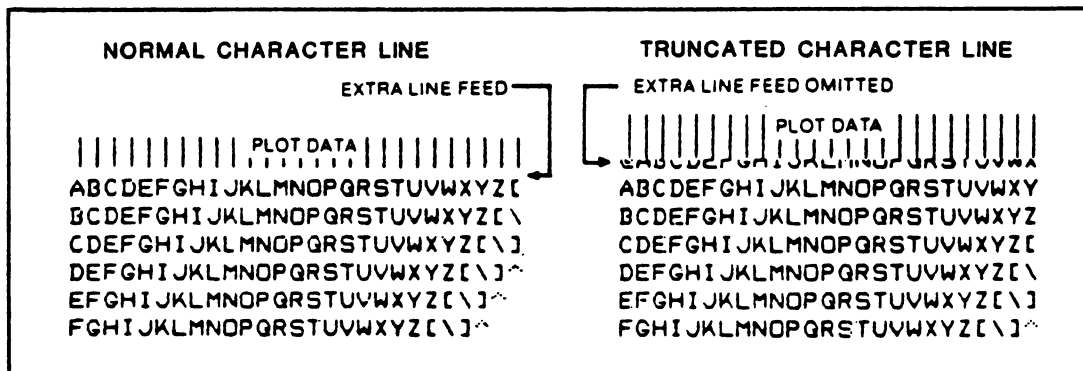 NORMAL CHARACTER LINE
EXTRA LINE FEED
PLOT DATA
ABCDEFGHIJKLMNOPQRSTUVWXYZ[
BCDEFGHIJKLMNOPQRSTUVWXYZ[\
CDEFGHIJKLMNOPQRSTUVWXYZ[\]
DEFGHIJKLMNOPQRSTUVWXYZ[\]^
EFGHIJKLMNOPQRSTUVWXYZ[\]^
FGHIJKLMNOPQRSTUVWXYZ[\]^
TRUNCATED CHARACTER LINE
EXTRA LINE FEED OMITTED
PLOT DATA
ABCDEFGHIJKLMNOPQRSTUVWXY
BCDEFGHIJKLMNOPQRSTUVWXYZ
CDEFGHIJKLMNOPQRSTUVWXYZ[
DEFGHIJKLMNOPQRSTUVWXYZ[\
EFGHIJKLMNOPQRSTUVWXYZ[\]
FGHIJKLMNOPQRSTUVWXYZ[\]^